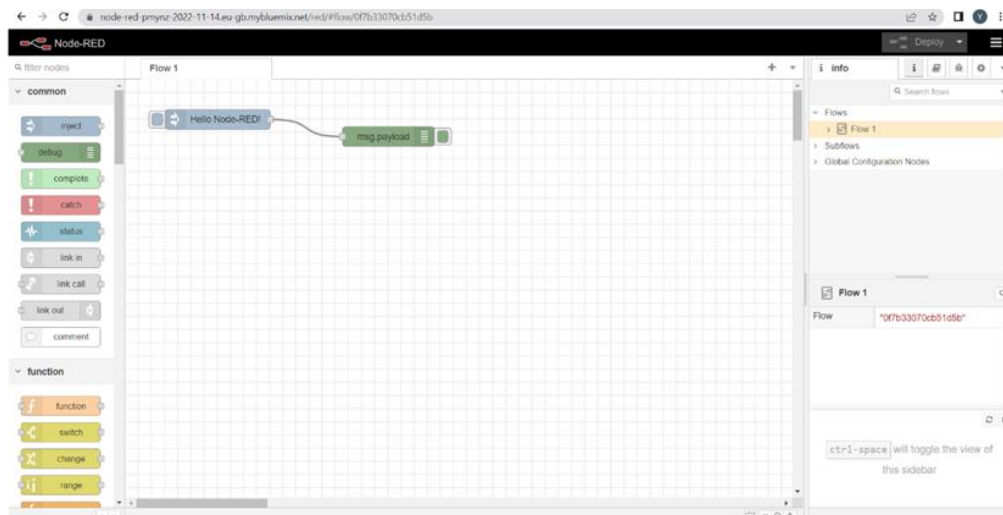 node-red-pmynz-2022-11-14.eu-gb.mybluemix.net/red/#flow/0f7b33070cb51d5b
Y
Node-RED
Deploy
filter nodes
Flow 1
info
i
Search flows
common
inject
debug
complete
catch
status
link in
link call
link out
comment
function
function
switch
change
range
Hello Node-RED!
msg.payload
Flows
Flow 1
Subflows
Global Configuration Nodes
Flow 1
Flow "0f7b33070cb51d5b"
ctrl-space will toggle the view of
this sidebar